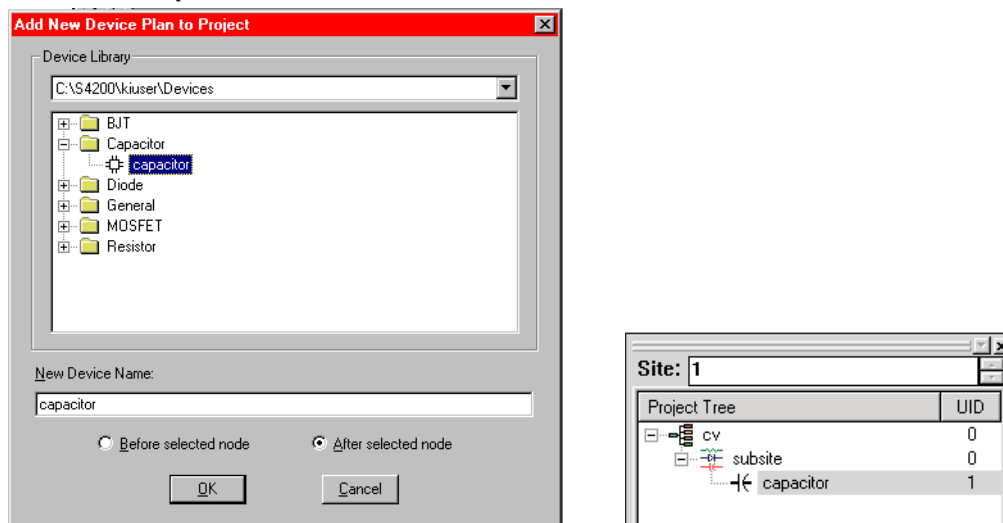 Add New Device Plan to Project
Device Library
C:\S4200\kiuser\Devices
BJT
Capacitor
capacitor
Diode
General
MOSFET
Resistor
New Device Name:
capacitor
Before selected node
After selected node
OK
Cancel
Site: 1
Project Tree UID
cv 0
subsite 0
capacitor 1